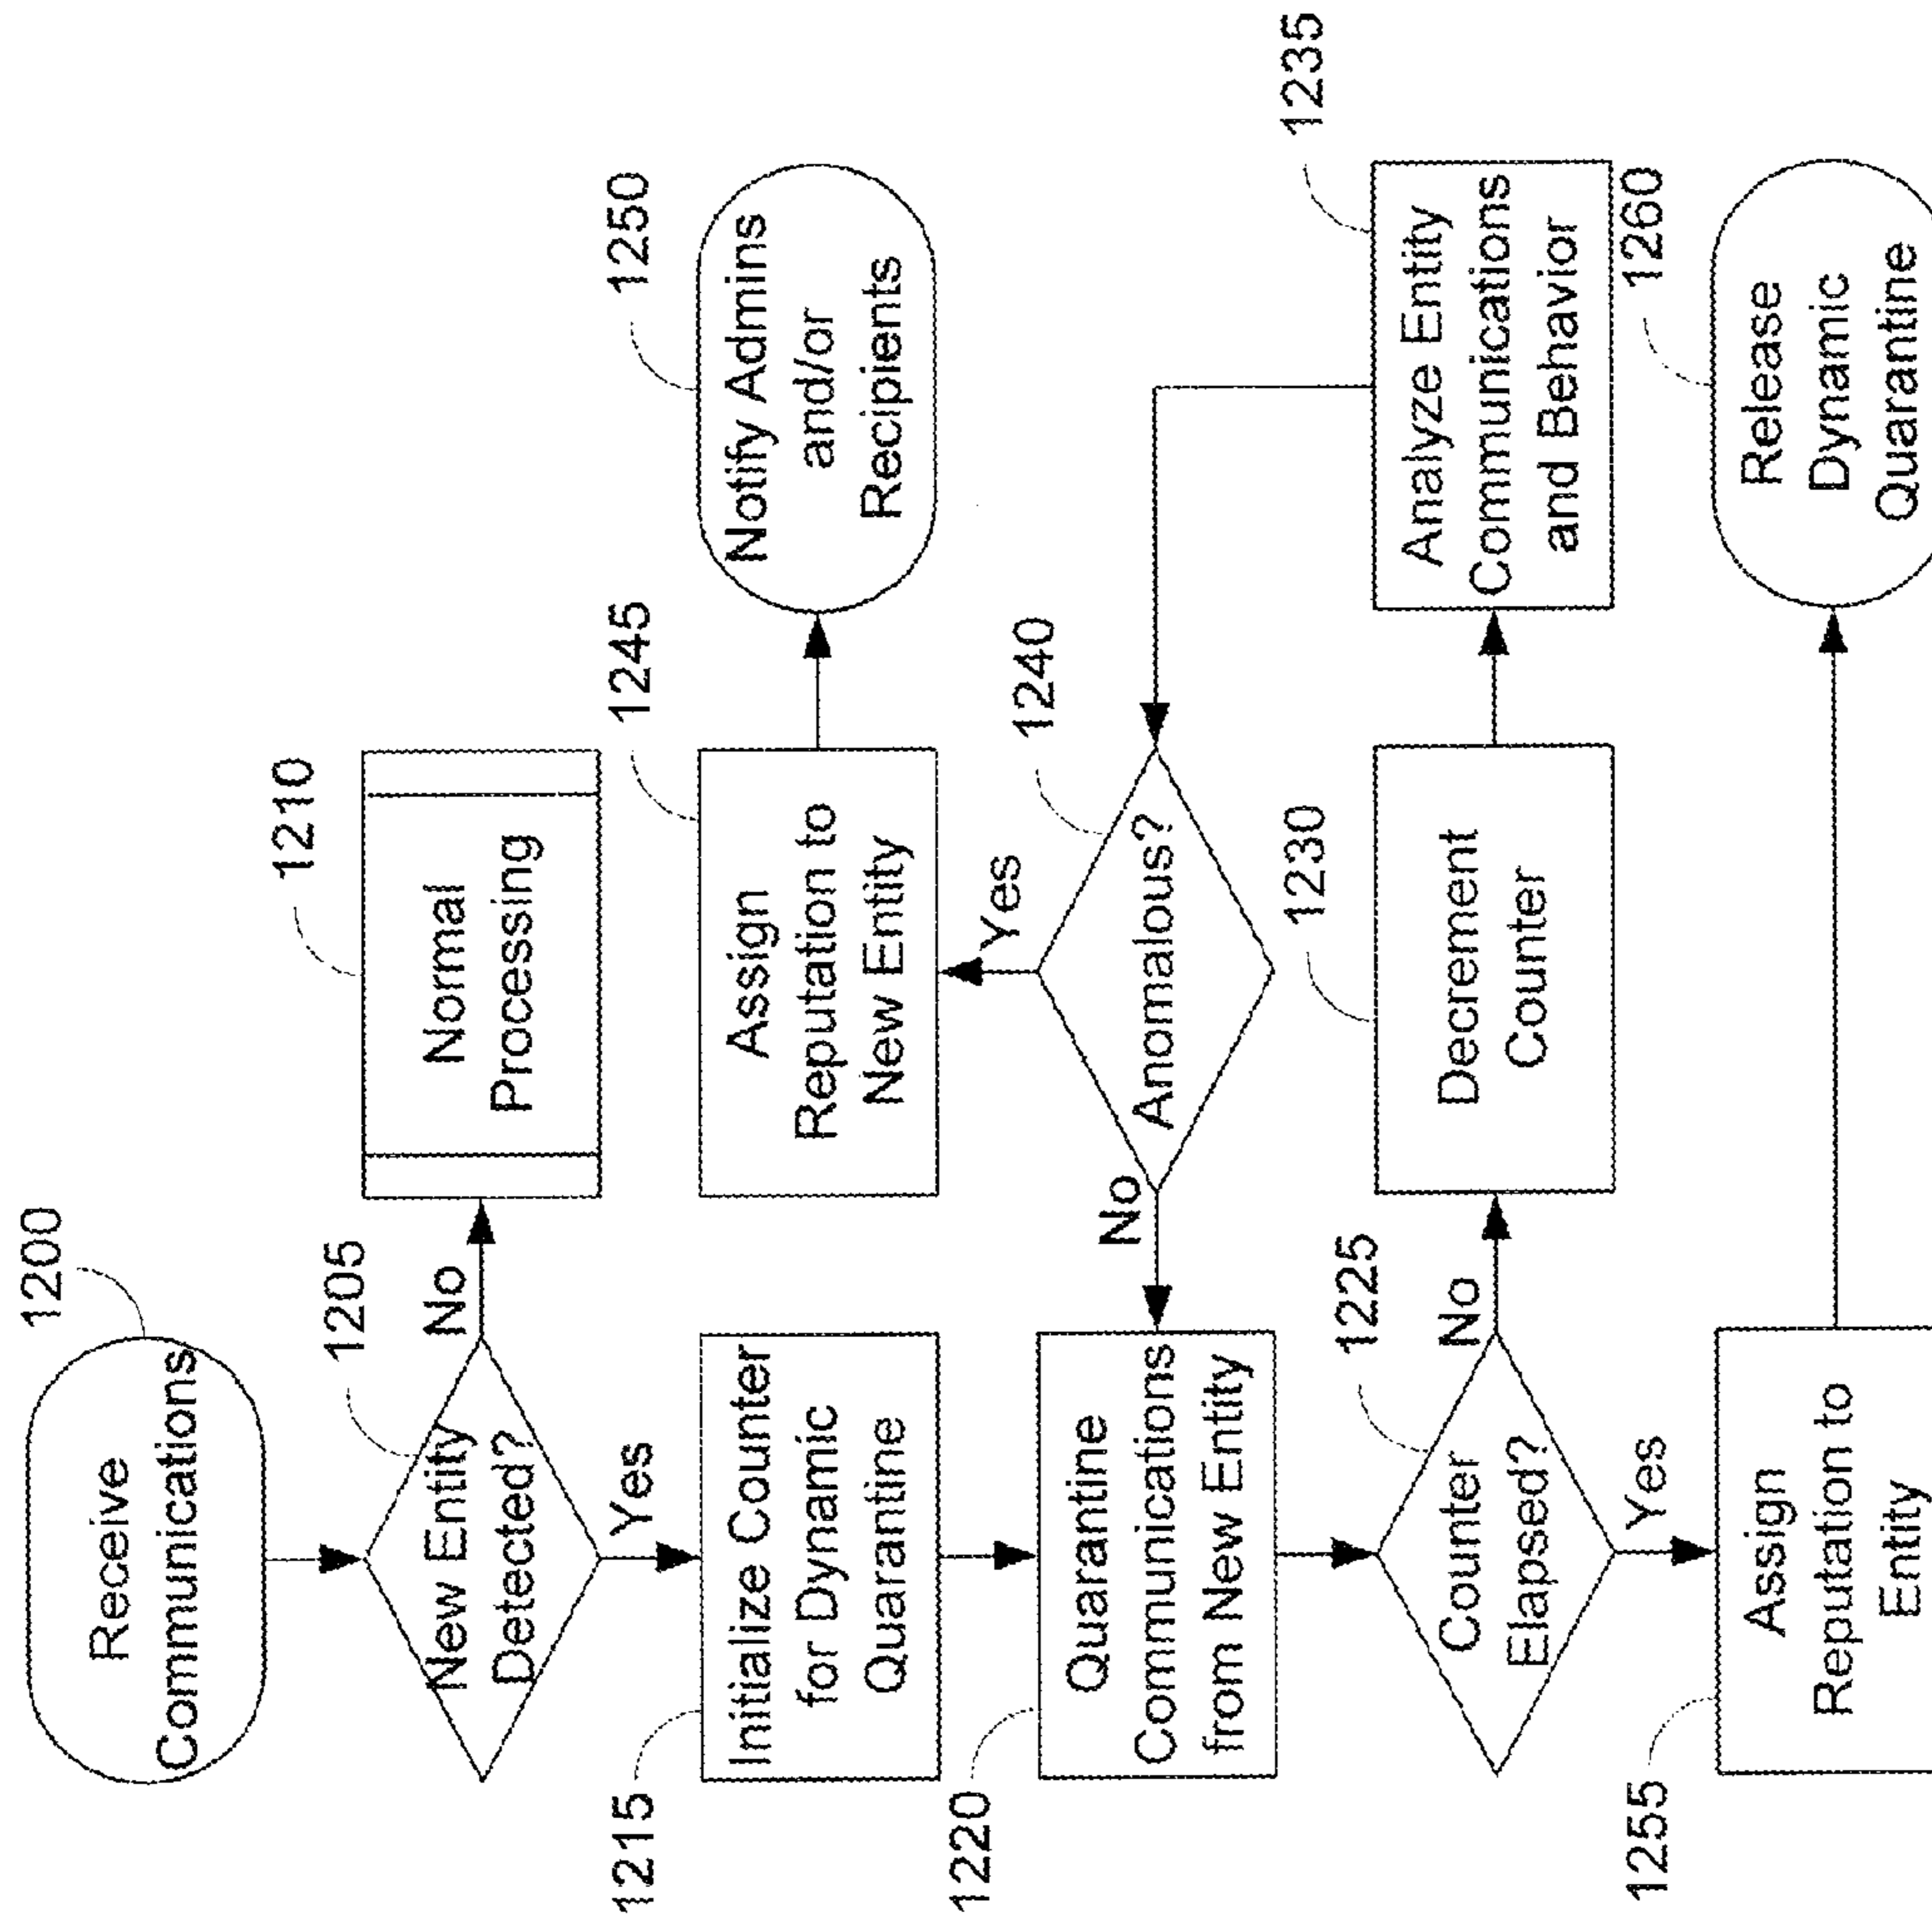 1200
Receive
Communications
1205
New Entity
Detected?
No
Yes
1210
Normal
Processing
1215
Initialize Counter
for Dynamic
Quarantine
1220
Quarantine
Communications
from New Entity
1225
Counter
Elapsed?
No
Yes
1230
Decrement
Counter
1235
Analyze Entity
Communications
and Behavior
1240
Anomalous?
No
Yes
1245
Assign
Reputation to
New Entity
1250
Notify Admins
and/or
Recipients
1255
Assign
Reputation to
Entity
1260
Release
Dynamic
Quarantine